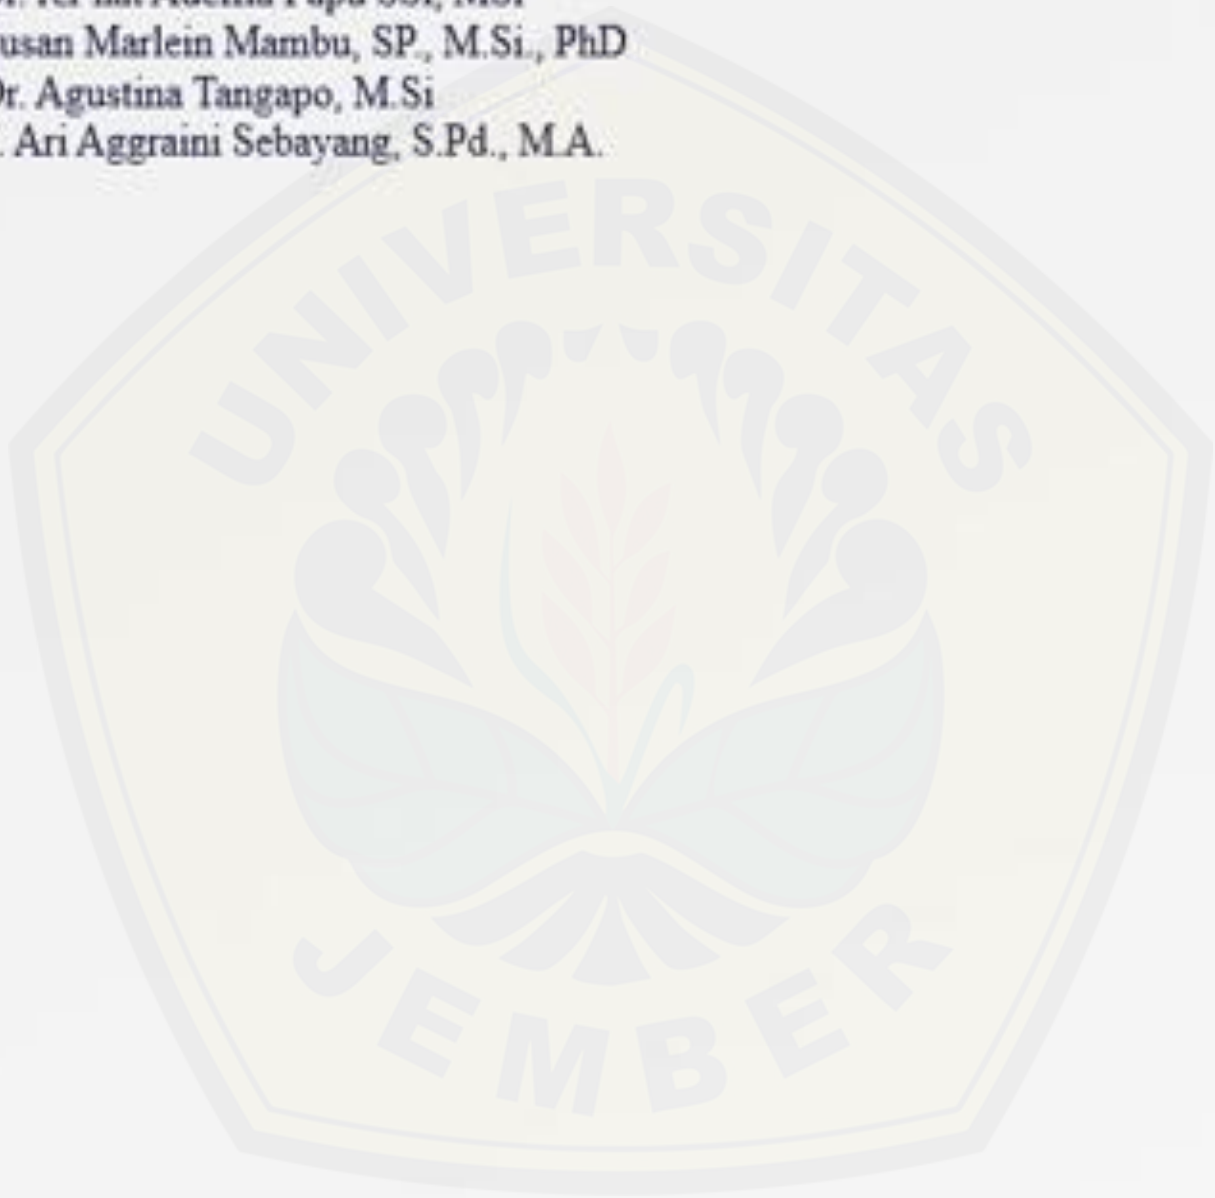 usan Marlein Mambu, SP., M.Si., PhD
Dr. Agustina Tangapo, M.Si
. Ari Aggraini Sebayang, S.Pd., M.A.
UNIVERSITAS
JEMBER